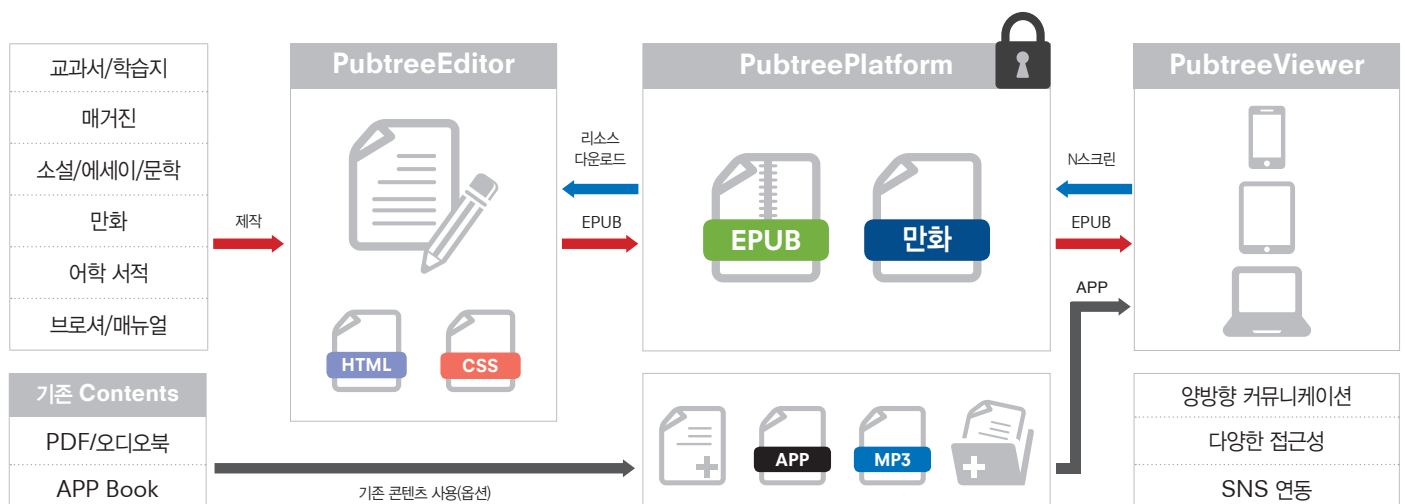 교과서/학습지
매거진
소설/에세이/문학
만화
어학 서적
브로셔/매뉴얼
기존 Contents
PDF/오디오북
APP Book
제작
PubtreeEditor
HTML
CSS
리소스
다운로드
EPUB
기존 콘텐츠 사용(옵션)
PubtreePlatform
EPUB
만화
APP
MP3
N스크린
EPUB
APP
PubtreeViewer
양방향 커뮤니케이션
다양한 접근성
SNS 연동